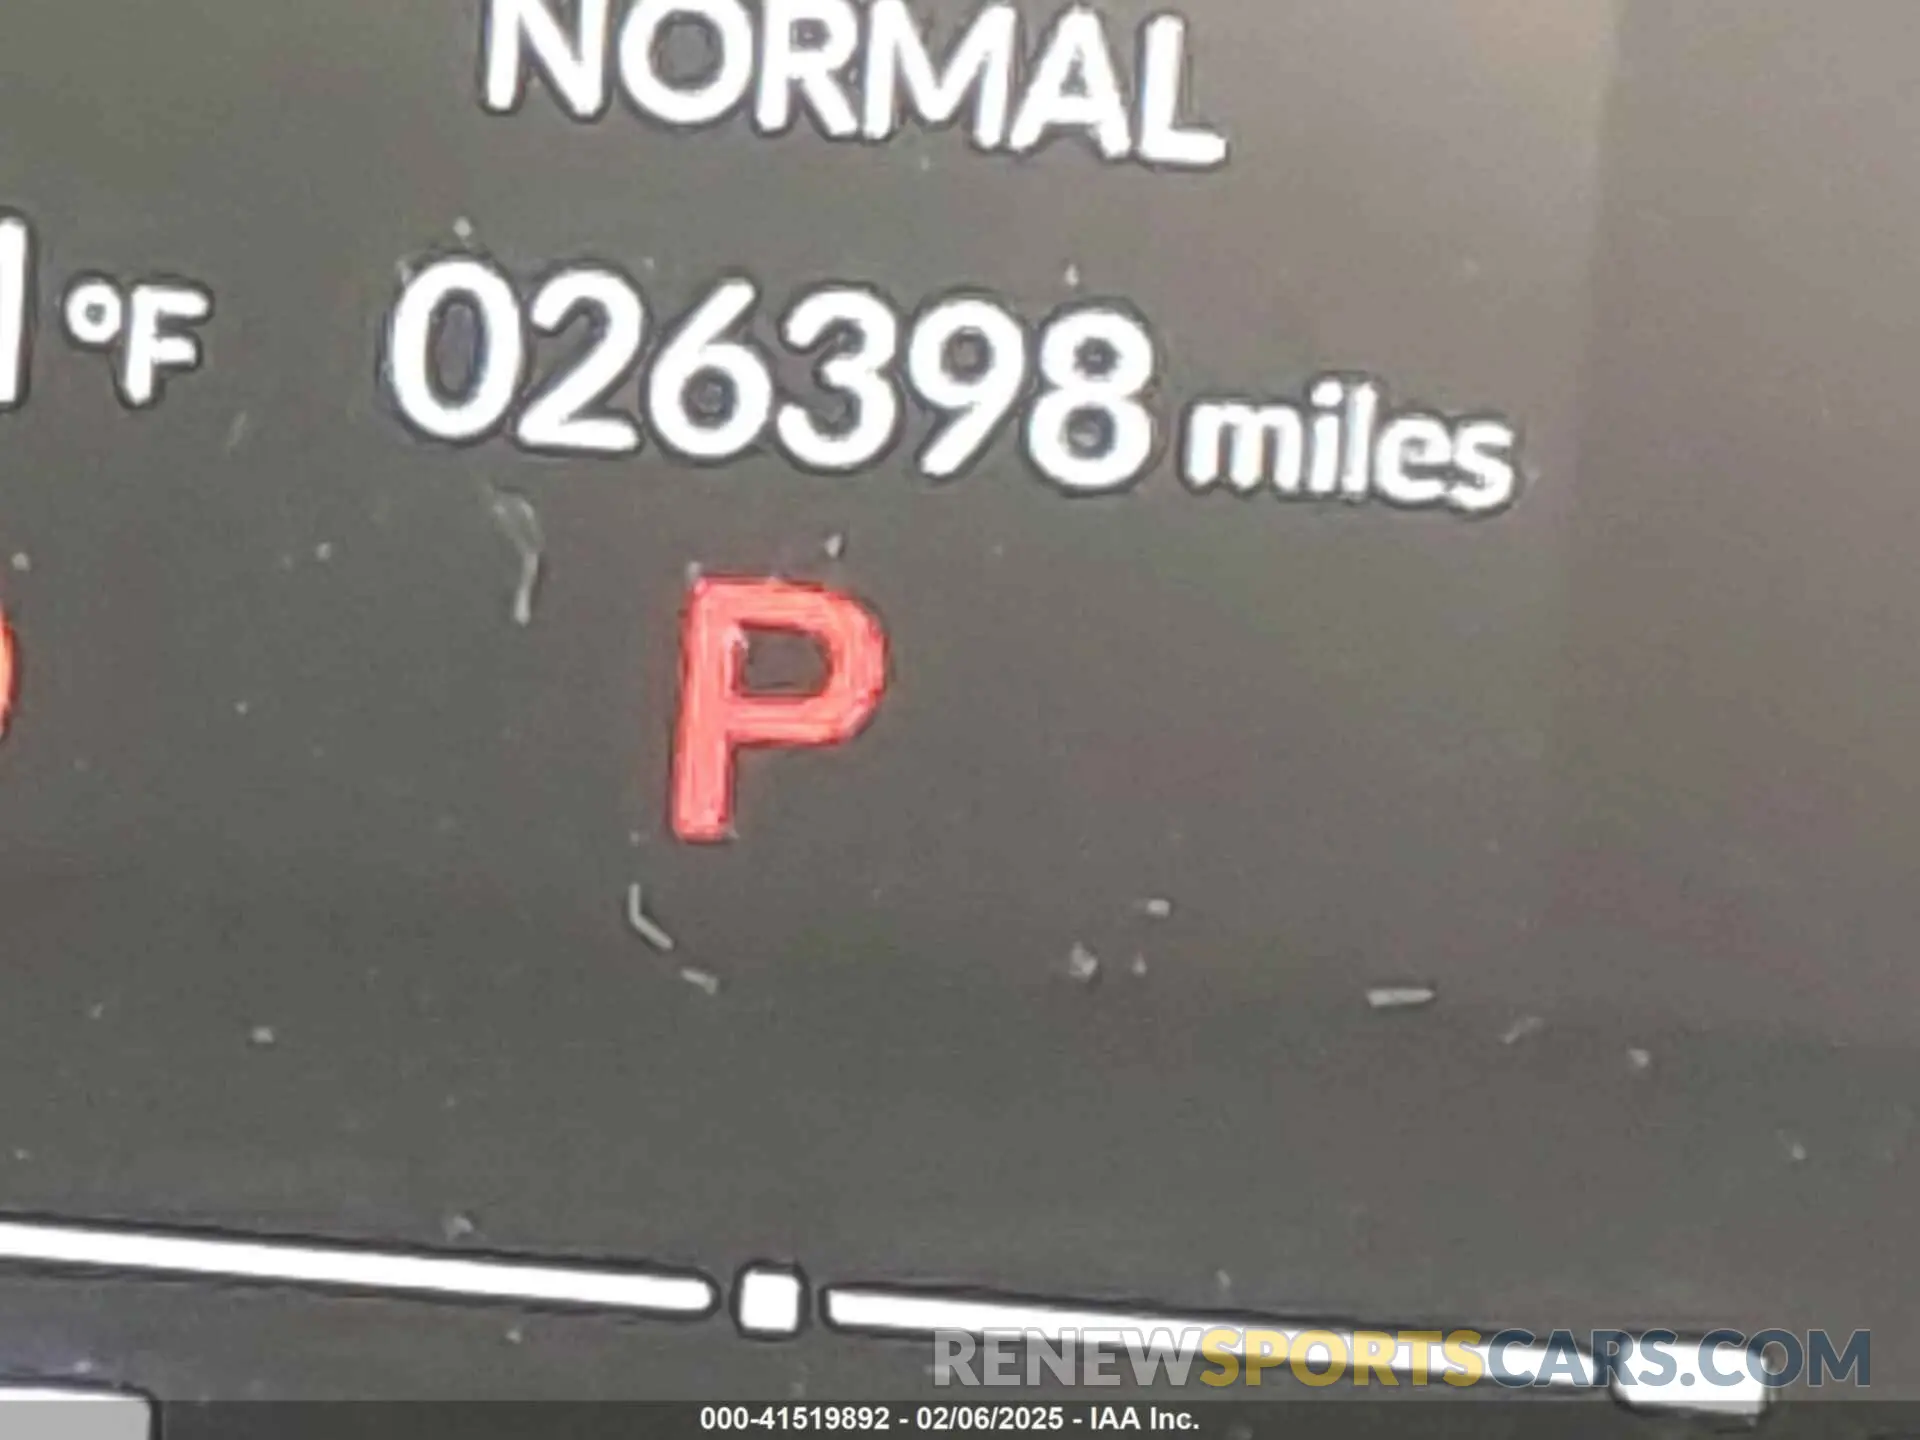 NORMAL
°F 026398 miles
P
RENEWSPORTSCARS.COM
000-41519892 - 02/06/2025 - IAA Inc.